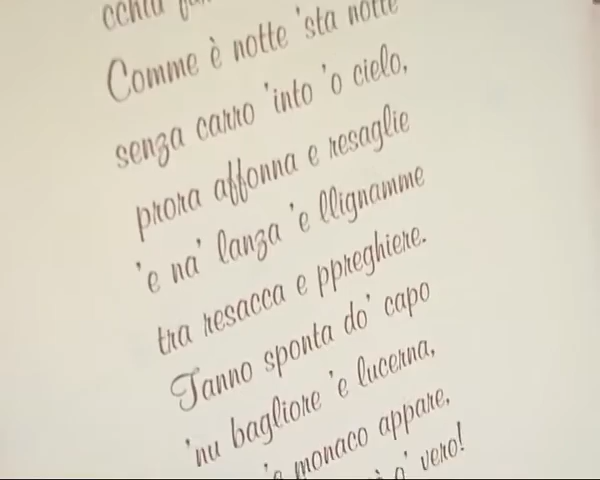 cchiù
Comme è notte 'sta notte
senza carro 'into 'o cielo,
prora affonna e resaglie
'e na' lanza 'e llignamme
tra resacca e ppreghiere.
Tanno sponta do' capo
'nu bagliore 'e lucerna,
'o monaco appare,
è o' vero!